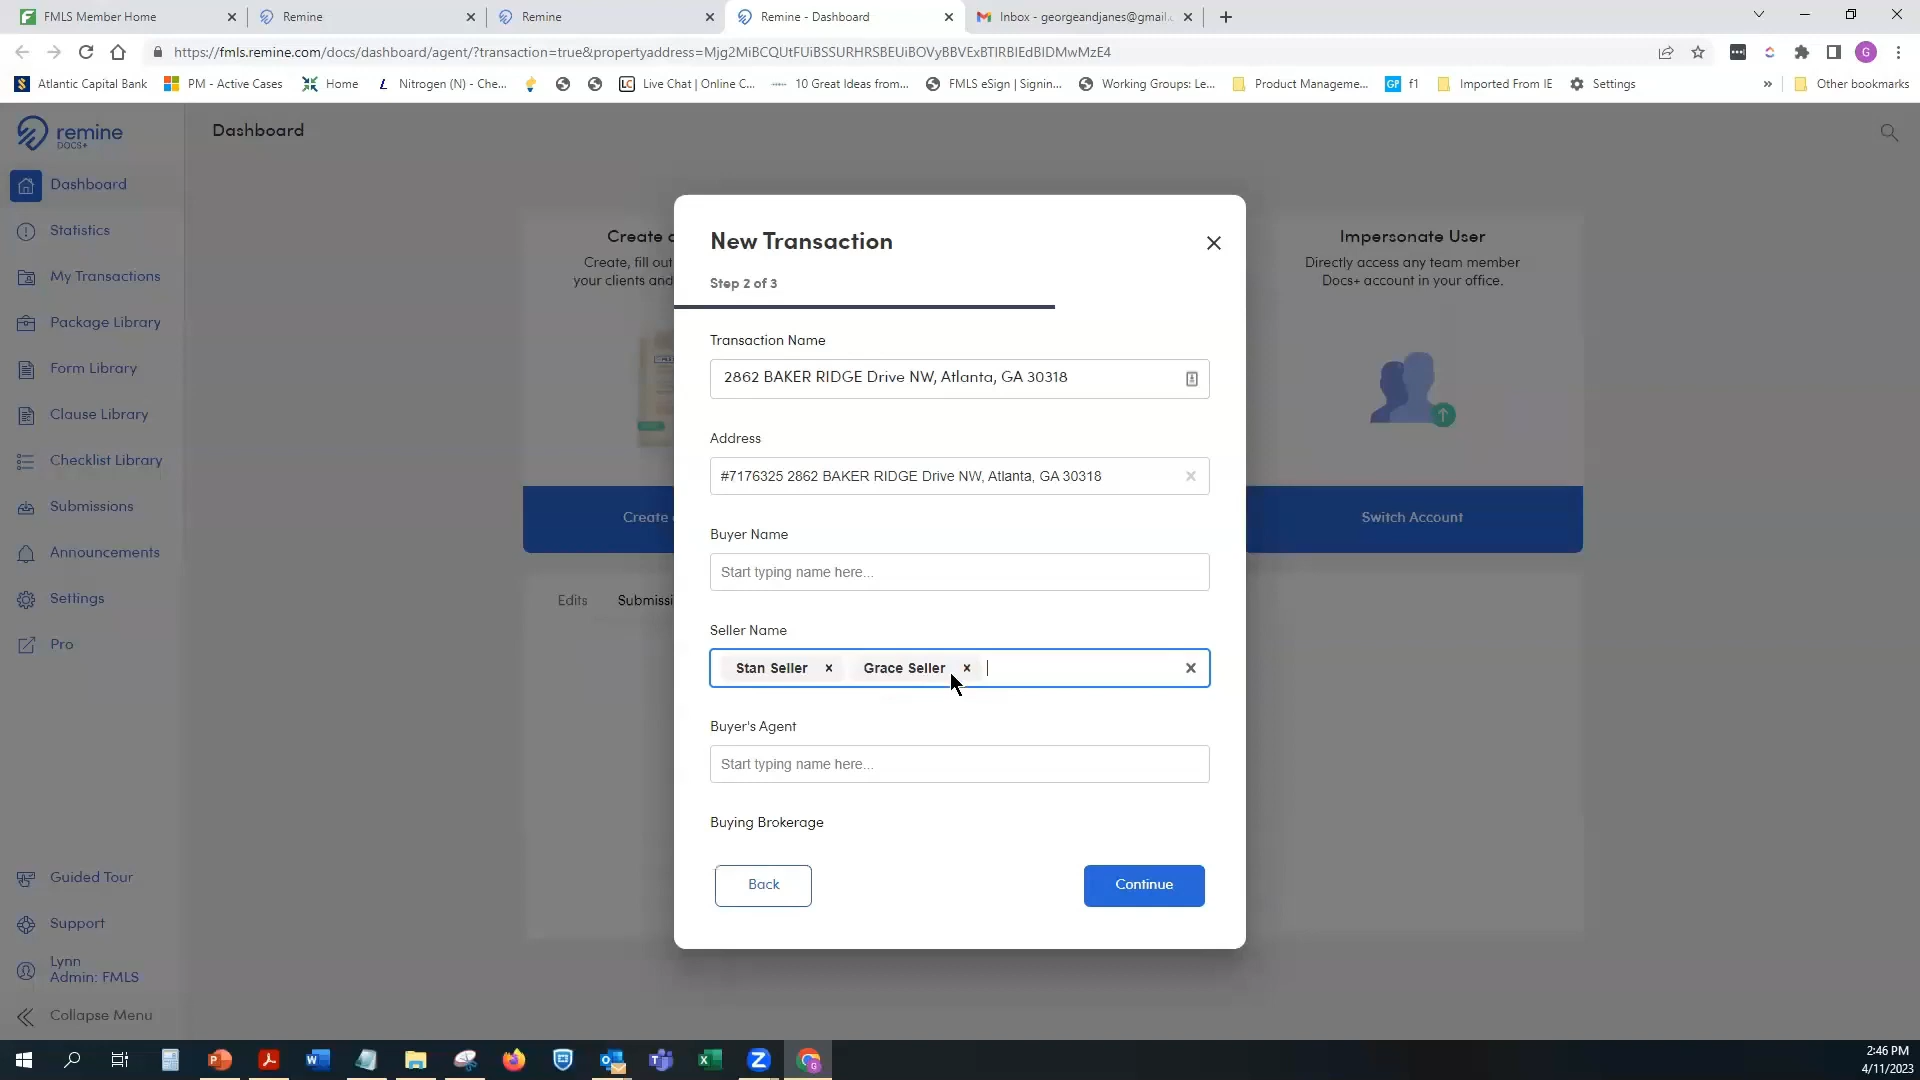 FMLS Member Home
Remine
Remine
Remine - Dashboard
Inbox - georgeandjanes@gmail.
https://fmls.remine.com/docs/dashboard/agent/?transaction=true&propertyaddress=Mjg2MiBCQUtFUiBSSURHRSBEUiBOVyBBVExBTlRBIEdBIDMwMzE4
G
Atlantic Capital Bank
PM - Active Cases
Home
Nitrogen (N) - Che...
Live Chat | Online C...
10 Great Ideas from...
FMLS eSign | Signin...
Working Groups: Le...
Product Manageme...
GP f1
Imported From IE
Settings
»
Other bookmarks
remine
DOCS+
Dashboard
Dashboard
Statistics
My Transactions
Package Library
Form Library
Clause Library
Checklist Library
Submissions
Announcements
Settings
Pro
Guided Tour
Support
Lynn
Admin: FMLS
Collapse Menu
Create
Create, fill out
your clients and
Create
Edits
Submissi
Impersonate User
Directly access any team member
Docs+ account in your office.
Switch Account
New Transaction
Step 2 of 3
Transaction Name
2862 BAKER RIDGE Drive NW, Atlanta, GA 30318
Address
#7176325 2862 BAKER RIDGE Drive NW, Atlanta, GA 30318
Buyer Name
Start typing name here...
Seller Name
Stan Seller × Grace Seller ×
Buyer's Agent
Start typing name here...
Buying Brokerage
Back
Continue
2:46 PM
4/11/2023